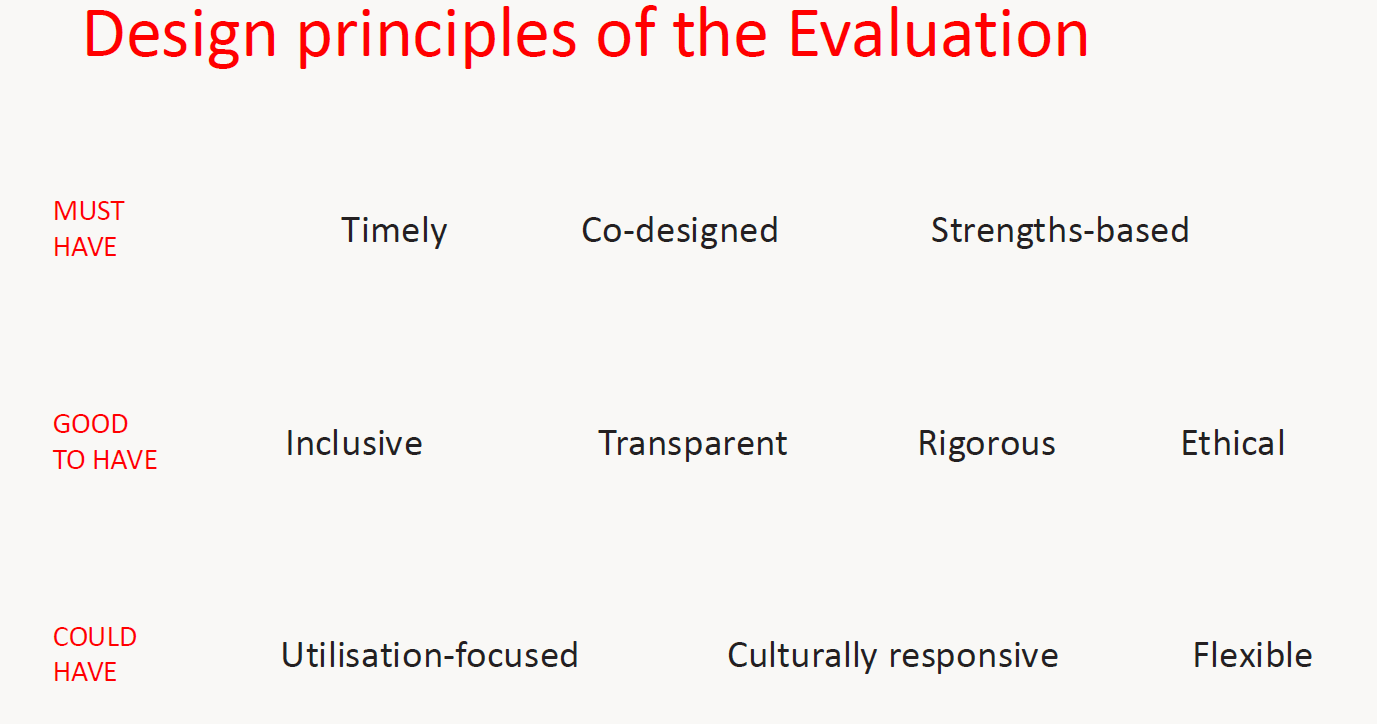 Design principles of the Evaluation
MUST
HAVE
Timely Co-designed Strengths-based
GOOD
TO HAVE
Inclusive Transparent Rigorous Ethical
COULD
HAVE
Utilisation-focused Culturally responsive Flexible